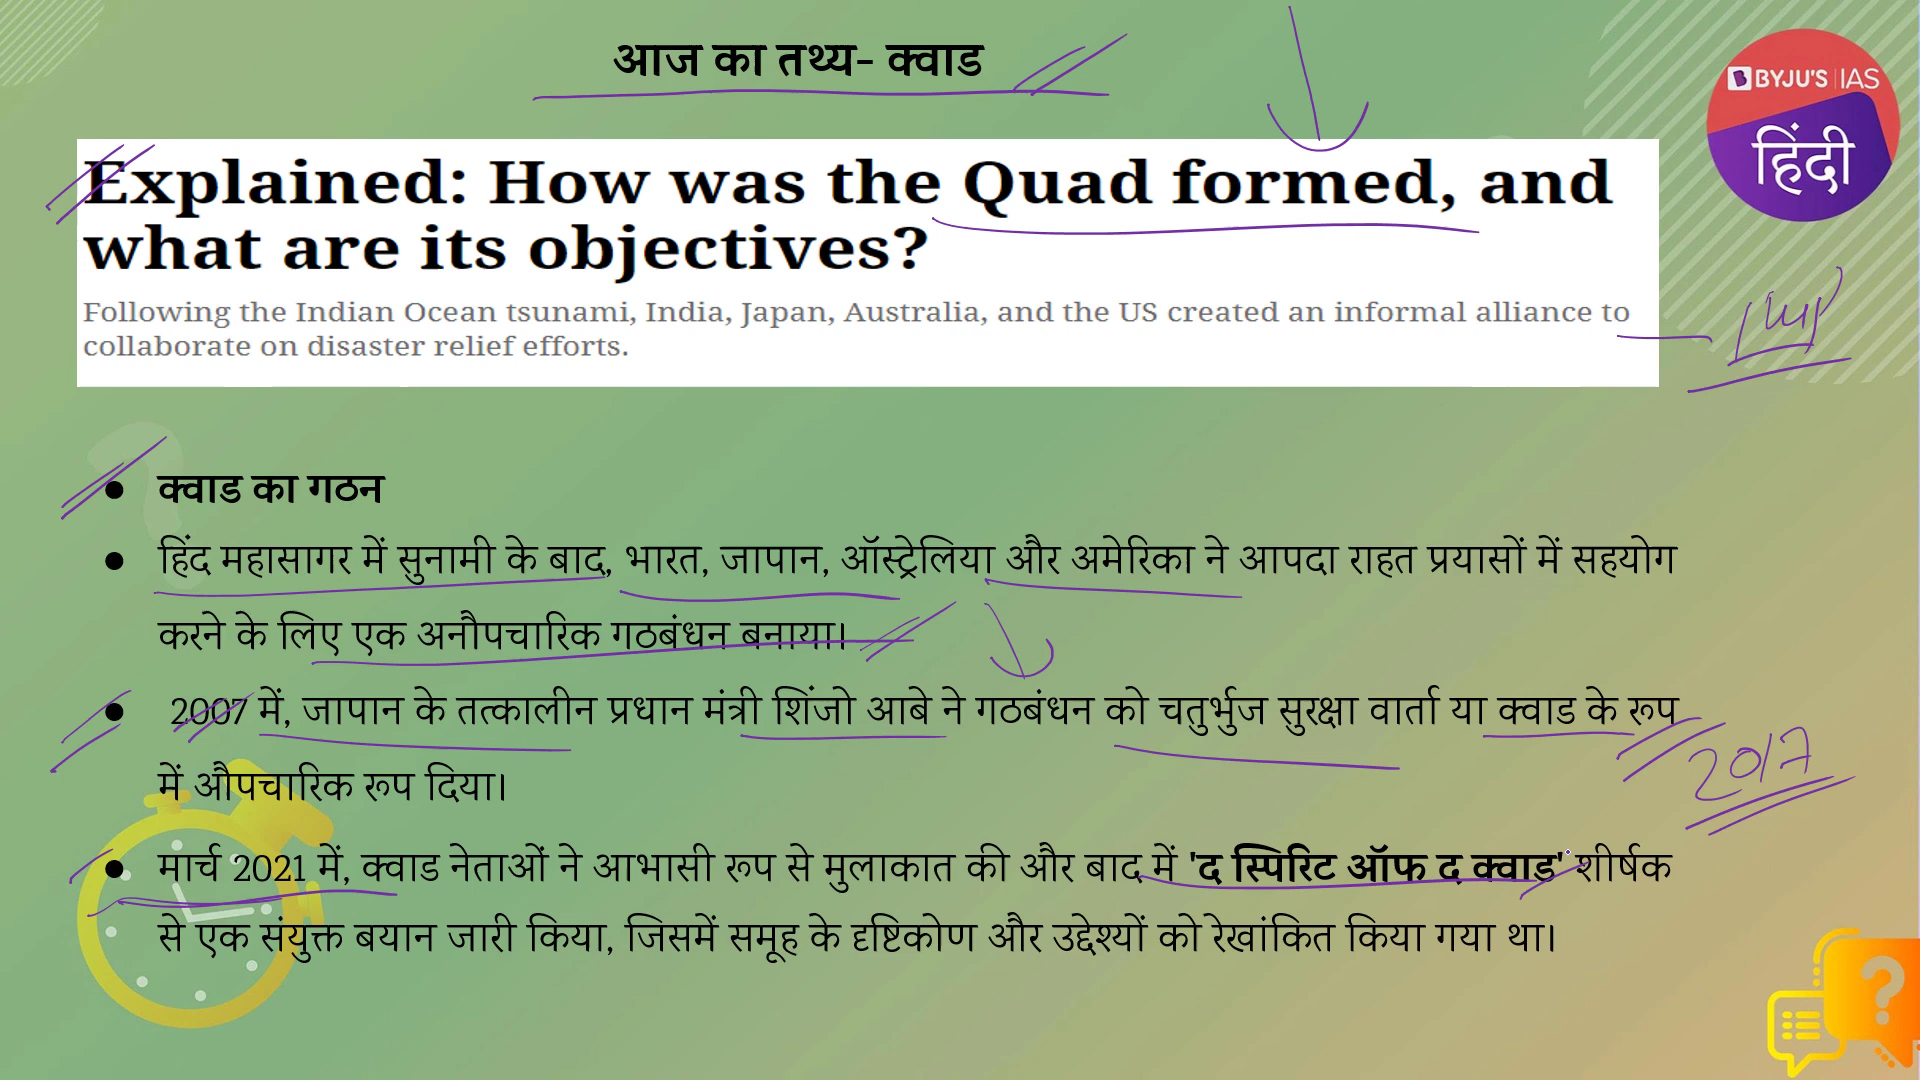 आज का तथ्य- क्वाड
BYJU'S IAS
हिंदी
Explained: How was the Quad formed, and
what are its objectives?
Following the Indian Ocean tsunami, India, Japan, Australia, and the US created an informal alliance to
collaborate on disaster relief efforts.
● क्वाड का गठन
● हिंद महासागर में सुनामी के बाद, भारत, जापान, ऑस्ट्रेलिया और अमेरिका ने आपदा राहत प्रयासों में सहयोग
करने के लिए एक अनौपचारिक गठबंधन बनाया।
● 2007 में, जापान के तत्कालीन प्रधान मंत्री शिंजो आबे ने गठबंधन को चतुर्भुज सुरक्षा वार्ता या क्वाड के रूप
में औपचारिक रूप दिया।
2017
● मार्च 2021 में, क्वाड नेताओं ने आभासी रूप से मुलाकात की और बाद में 'द स्पिरिट ऑफ द क्वाड' शीर्षक
से एक संयुक्त बयान जारी किया, जिसमें समूह के दृष्टिकोण और उद्देश्यों को रेखांकित किया गया था।
?